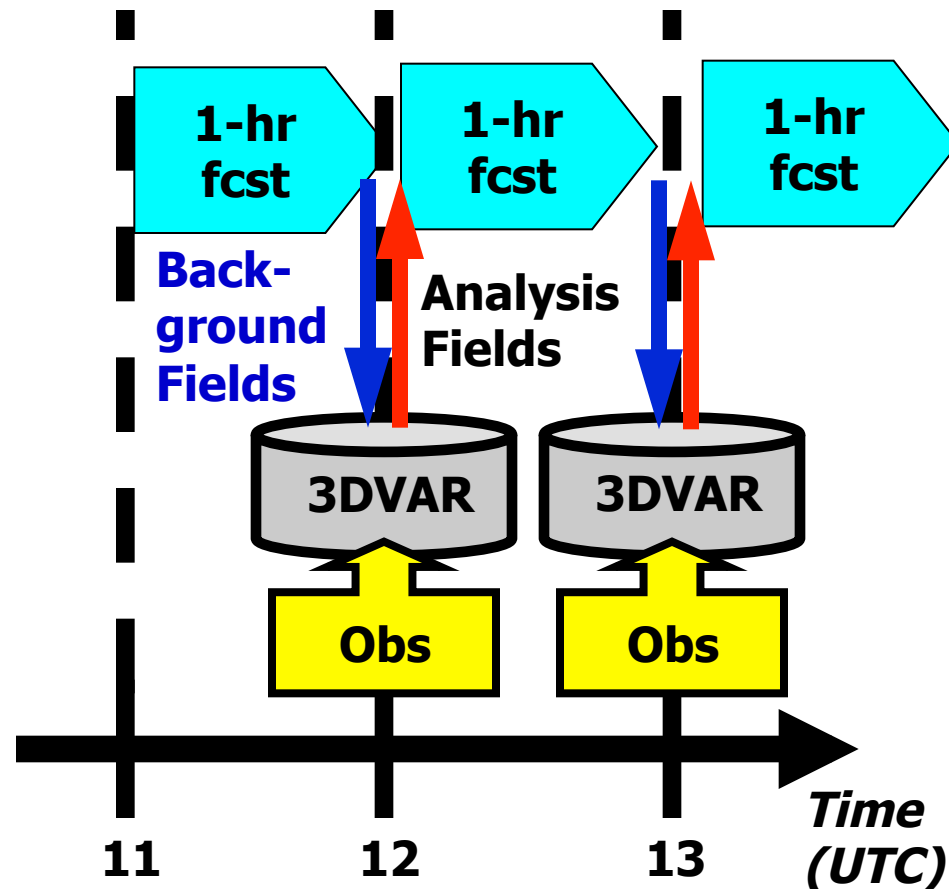 1-hr
fcst
1-hr
fcst
1-hr
fcst
Back-
ground
Fields
Analysis
Fields
3DVAR
3DVAR
Obs
Obs
11
12
13
Time
(UTC)